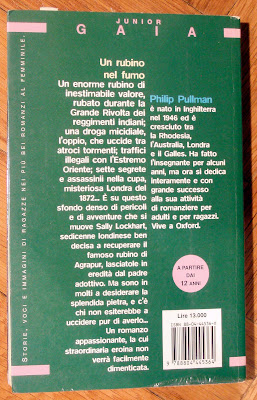 JUNIOR
GAIA
STORIE, VOCI E IMMAGINI DI RAGAZZE NEI PIÙ BEI ROMANZI AL FEMMINILE.
Un rubino
nel fumo
Un enorme rubino di
inestimabile valore,
rubato durante la
Grande Rivolta dei
reggimenti indiani;
una droga micidiale,
l'oppio, che uccide tra
atroci tormenti; traffici
illegali con l'Estremo
Oriente; sette segrete
e assassinii nella cupa,
misteriosa Londra del
1872... È su questo
sfondo denso di pericoli
e di avventure che si
muove Sally Lockhart,
sedicenne londinese ben
decisa a recuperare il
famoso rubino di
Agrapur, lasciatole in
eredità dal padre
adottivo. Ma sono in
molti a desiderare la
splendida pietra, e c'è
chi non esiterebbe a
uccidere pur di averlo...
Un romanzo
appassionante, la cui
straordinaria eroina non
verrà facilmente
dimenticata.
Philip Pullman
è nato in Inghilterra
nel 1946 ed è
cresciuto tra
la Rhodesia,
l'Australia, Londra
e il Galles. Ha fatto
l'insegnante per alcuni
anni, ma ora si dedica
interamente e con
grande successo
alla sua attività
di romanziere per
adulti e per ragazzi.
Vive a Oxford.
A PARTIRE
DAI
12 ANNI
Lire 13.000
9 788804 445364